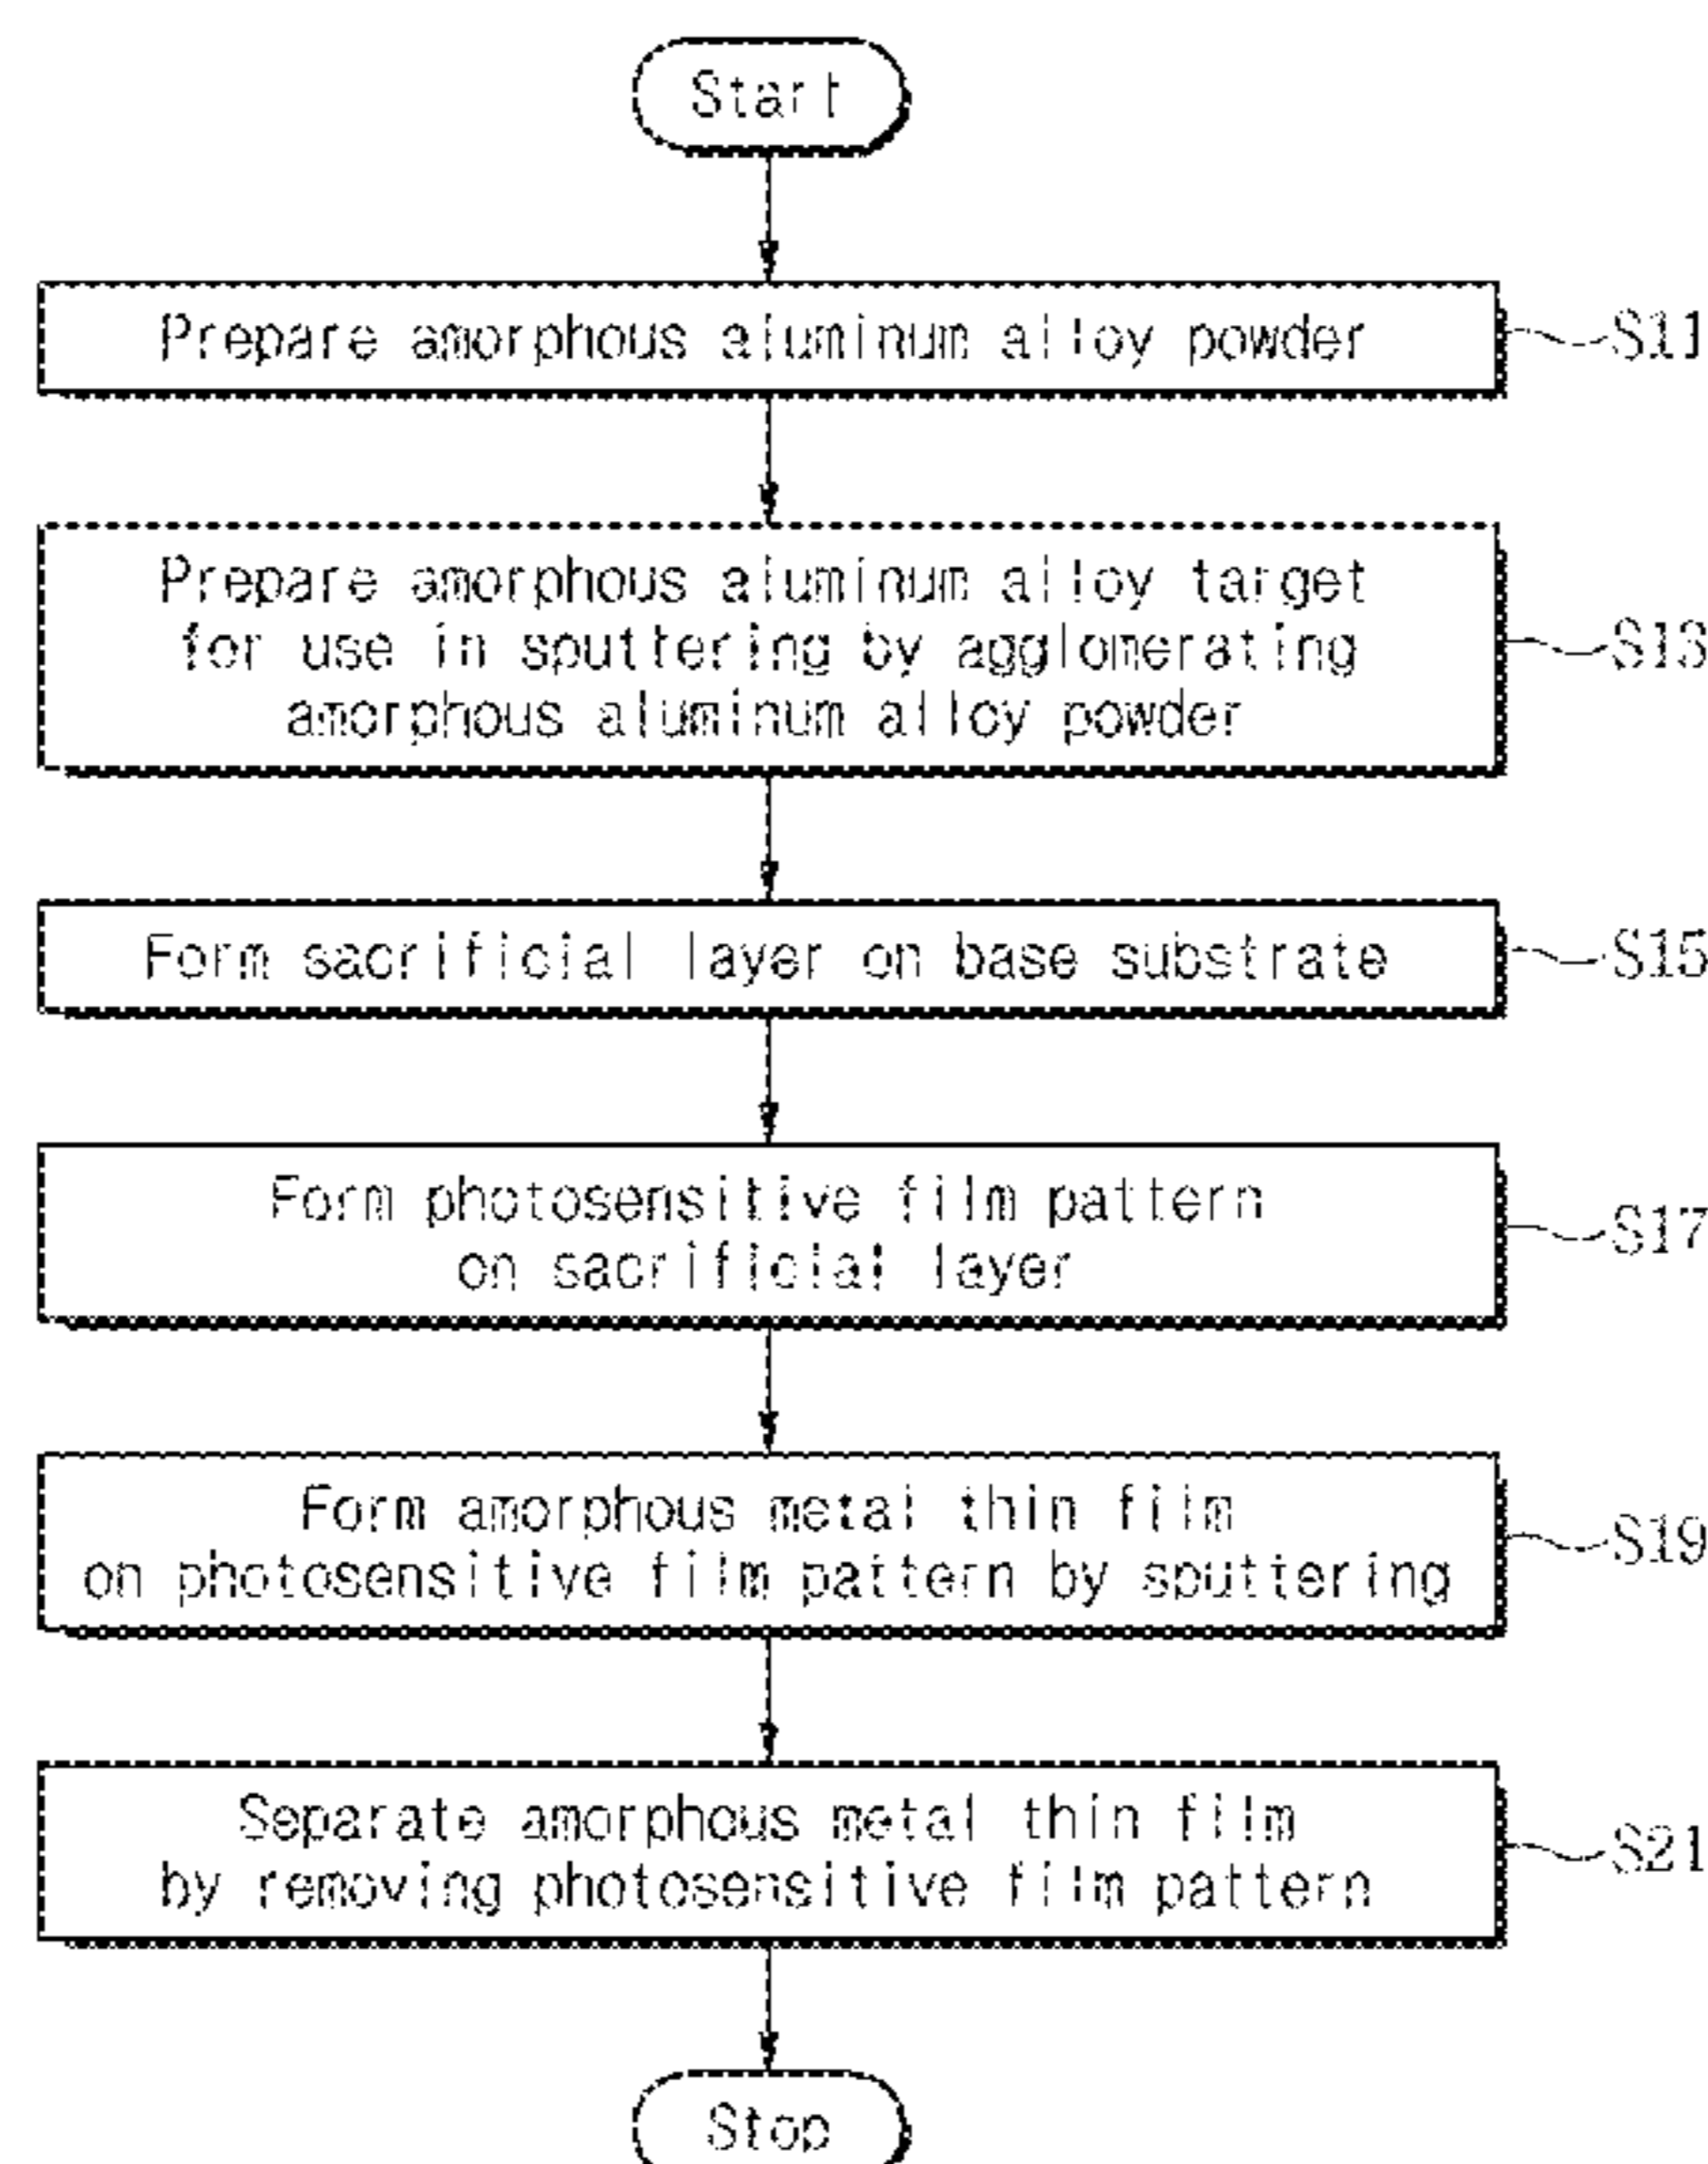 Start
Prepare amorphous aluminum alloy powder
S11
Prepare amorphous aluminum alloy target
for use in sputtering by agglomerating
amorphous aluminum alloy powder
S13
Form sacrificial layer on base substrate
S15
Form photosensitive film pattern
on sacrificial layer
S17
Form amorphous metal thin film
on photosensitive film pattern by sputtering
S19
Separate amorphous metal thin film
by removing photosensitive film pattern
S21
Stop